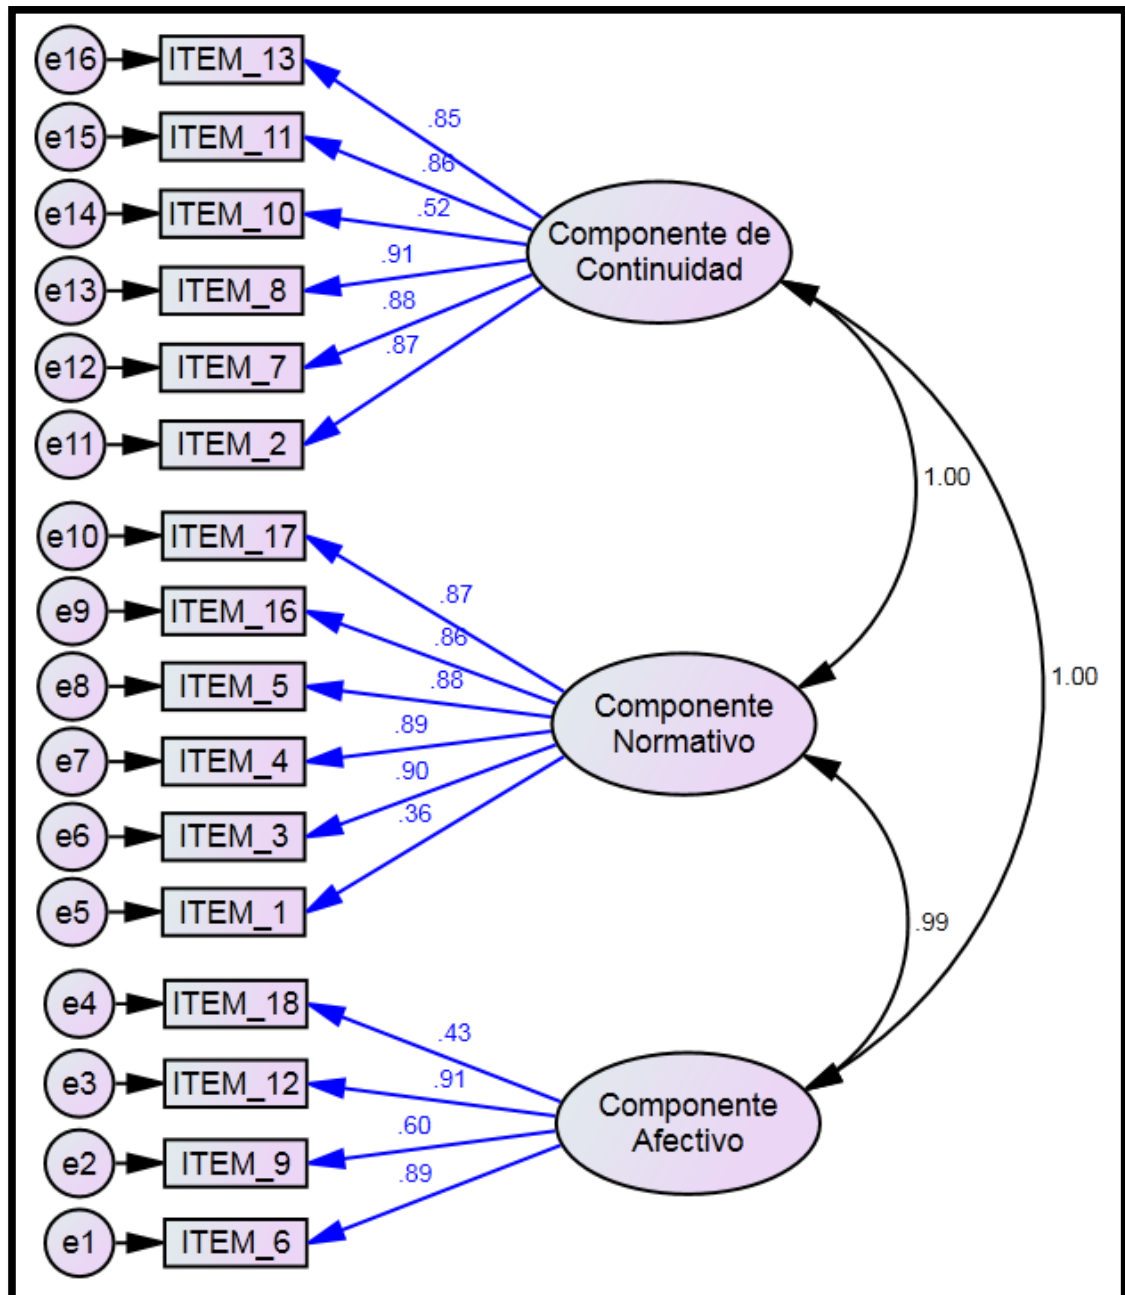 e16 ITEM_13
.85
e15 ITEM_11
.86
e14 ITEM_10
.52
Componente de
Continuidad
e13 ITEM_8
.91
e12 ITEM_7
.88
e11 ITEM_2
.87
1.00
e10 ITEM_17
.87
e9 ITEM_16
.86
e8 ITEM_5
.88
1.00
Componente
Normativo
e7 ITEM_4
.89
e6 ITEM_3
.90
e5 ITEM_1
.36
.99
e4 ITEM_18
.43
e3 ITEM_12
.91
Componente
Afectivo
e2 ITEM_9
.60
e1 ITEM_6
.89